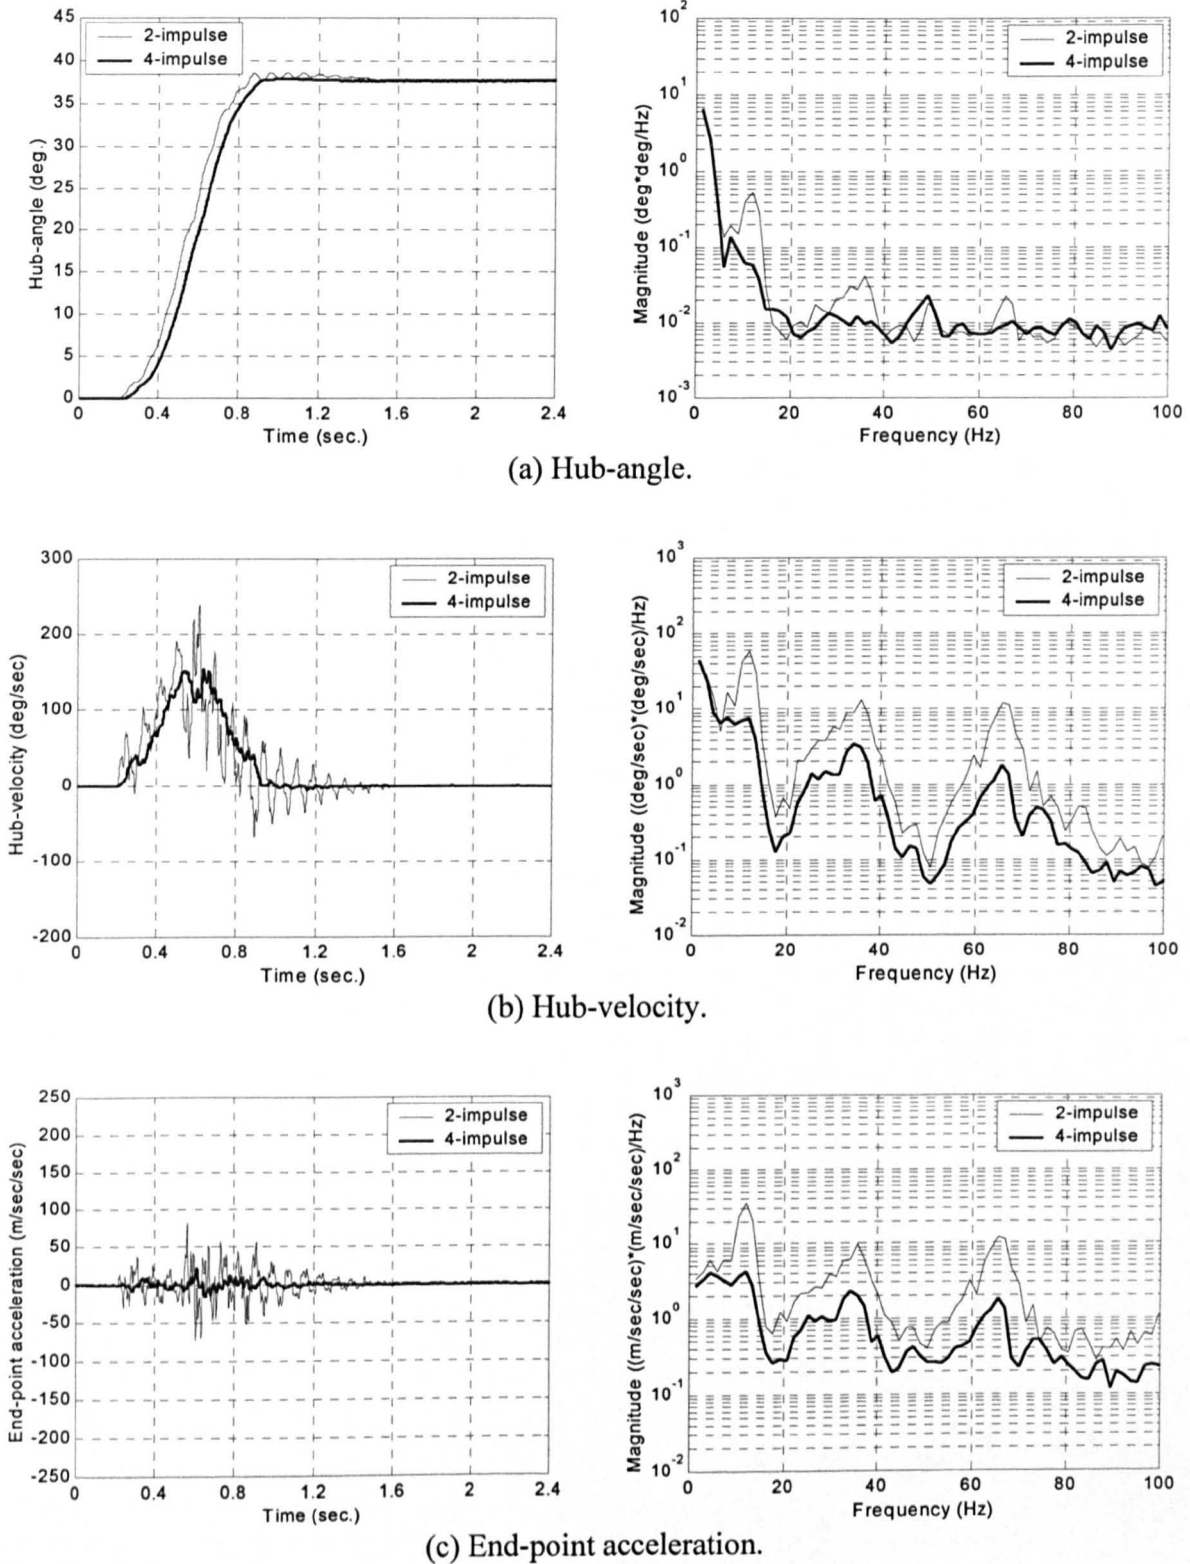 45
40
35
30
25
20
15
10
5
0
Hub-angle (deg.)
2-impulse
4-impulse
0 0.4 0.8 1.2 1.6 2 2.4
Time (sec.)
10^2
10^1
10^0
10^-1
10^-2
10^-3
Magnitude (deg*deg/Hz)
2-impulse
4-impulse
0 20 40 60 80 100
Frequency (Hz)
(a) Hub-angle.
300
200
100
0
-100
-200
Hub-velocity (deg/sec)
2-impulse
4-impulse
0 0.4 0.8 1.2 1.6 2 2.4
Time (sec.)
10^3
10^2
10^1
10^0
10^-1
10^-2
Magnitude ((deg/sec)*(deg/sec)/Hz)
2-impulse
4-impulse
0 20 40 60 80 100
Frequency (Hz)
(b) Hub-velocity.
250
200
150
100
50
0
-50
-100
-150
-200
-250
End-point acceleration (m/sec/sec)
2-impulse
4-impulse
0 0.4 0.8 1.2 1.6 2 2.4
Time (sec.)
10^3
10^2
10^1
10^0
10^-1
10^-2
Magnitude ((m/sec/sec)*(m/sec/sec)/Hz)
2-impulse
4-impulse
0 20 40 60 80 100
Frequency (Hz)
(c) End-point acceleration.